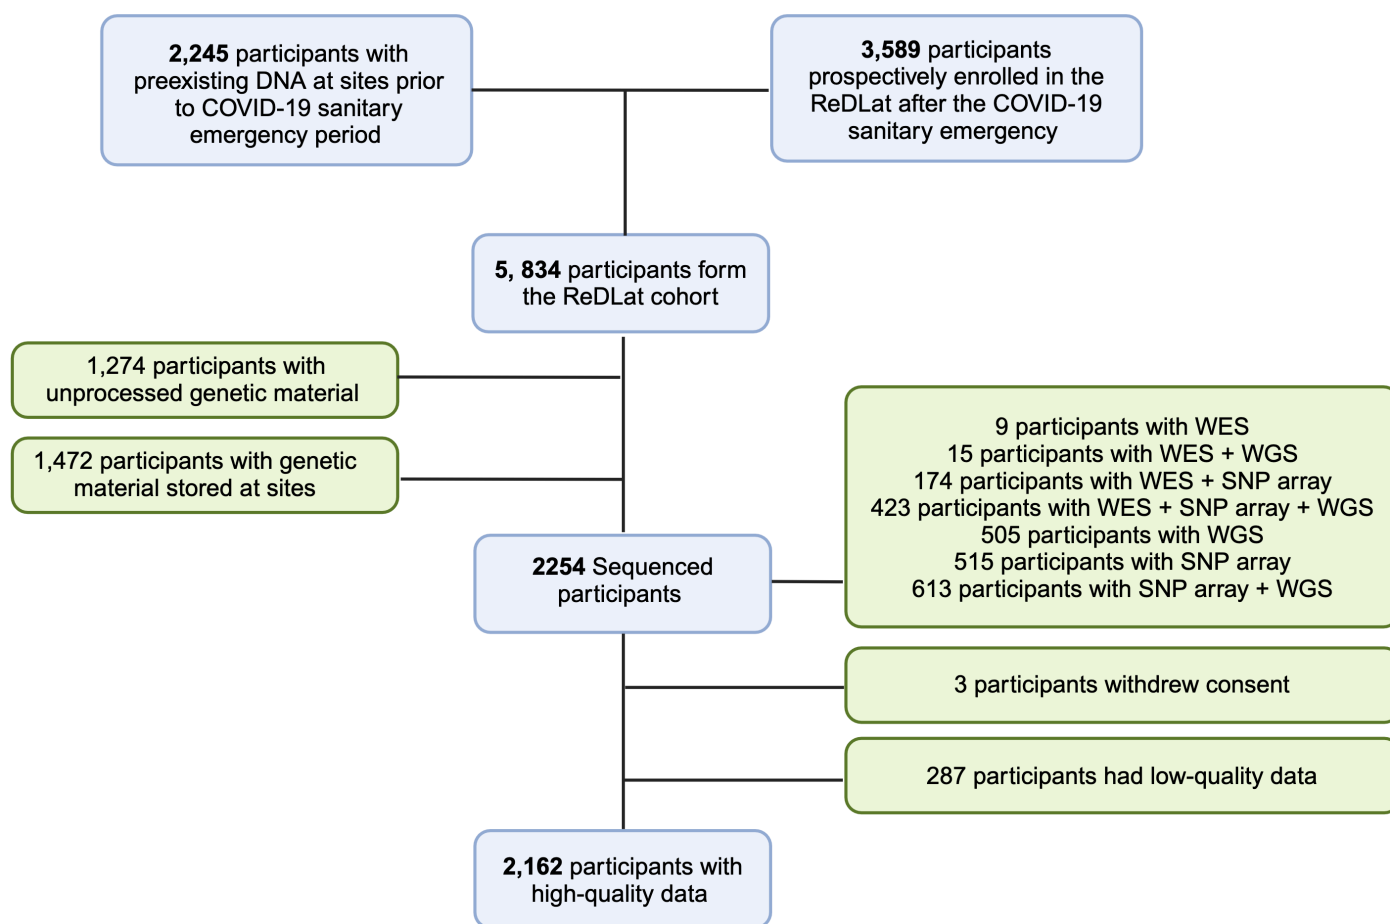 2,245 participants with
preexisting DNA at sites prior
to COVID-19 sanitary
emergency period
3,589 participants
prospectively enrolled in the
ReDLat after the COVID-19
sanitary emergency
5, 834 participants form
the ReDLat cohort
1,274 participants with
unprocessed genetic material
1,472 participants with genetic
material stored at sites
9 participants with WES
15 participants with WES + WGS
174 participants with WES + SNP array
423 participants with WES + SNP array + WGS
505 participants with WGS
515 participants with SNP array
613 participants with SNP array + WGS
2254 Sequenced
participants
3 participants withdrew consent
287 participants had low-quality data
2,162 participants with
high-quality data